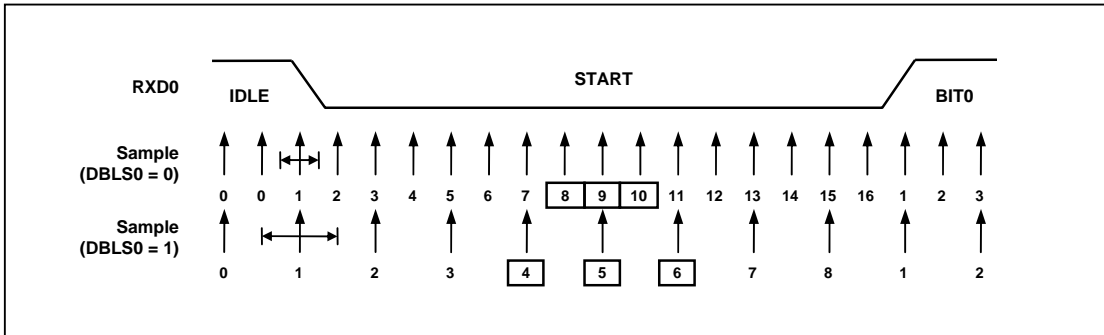 RXD0
IDLE
START
BIT0
Sample
(DBLS0 = 0)
0 0 1 2 3 4 5 6 7 8 9 10 11 12 13 14 15 16 1 2 3
Sample
(DBLS0 = 1)
0 1 2 3 4 5 6 7 8 1 2